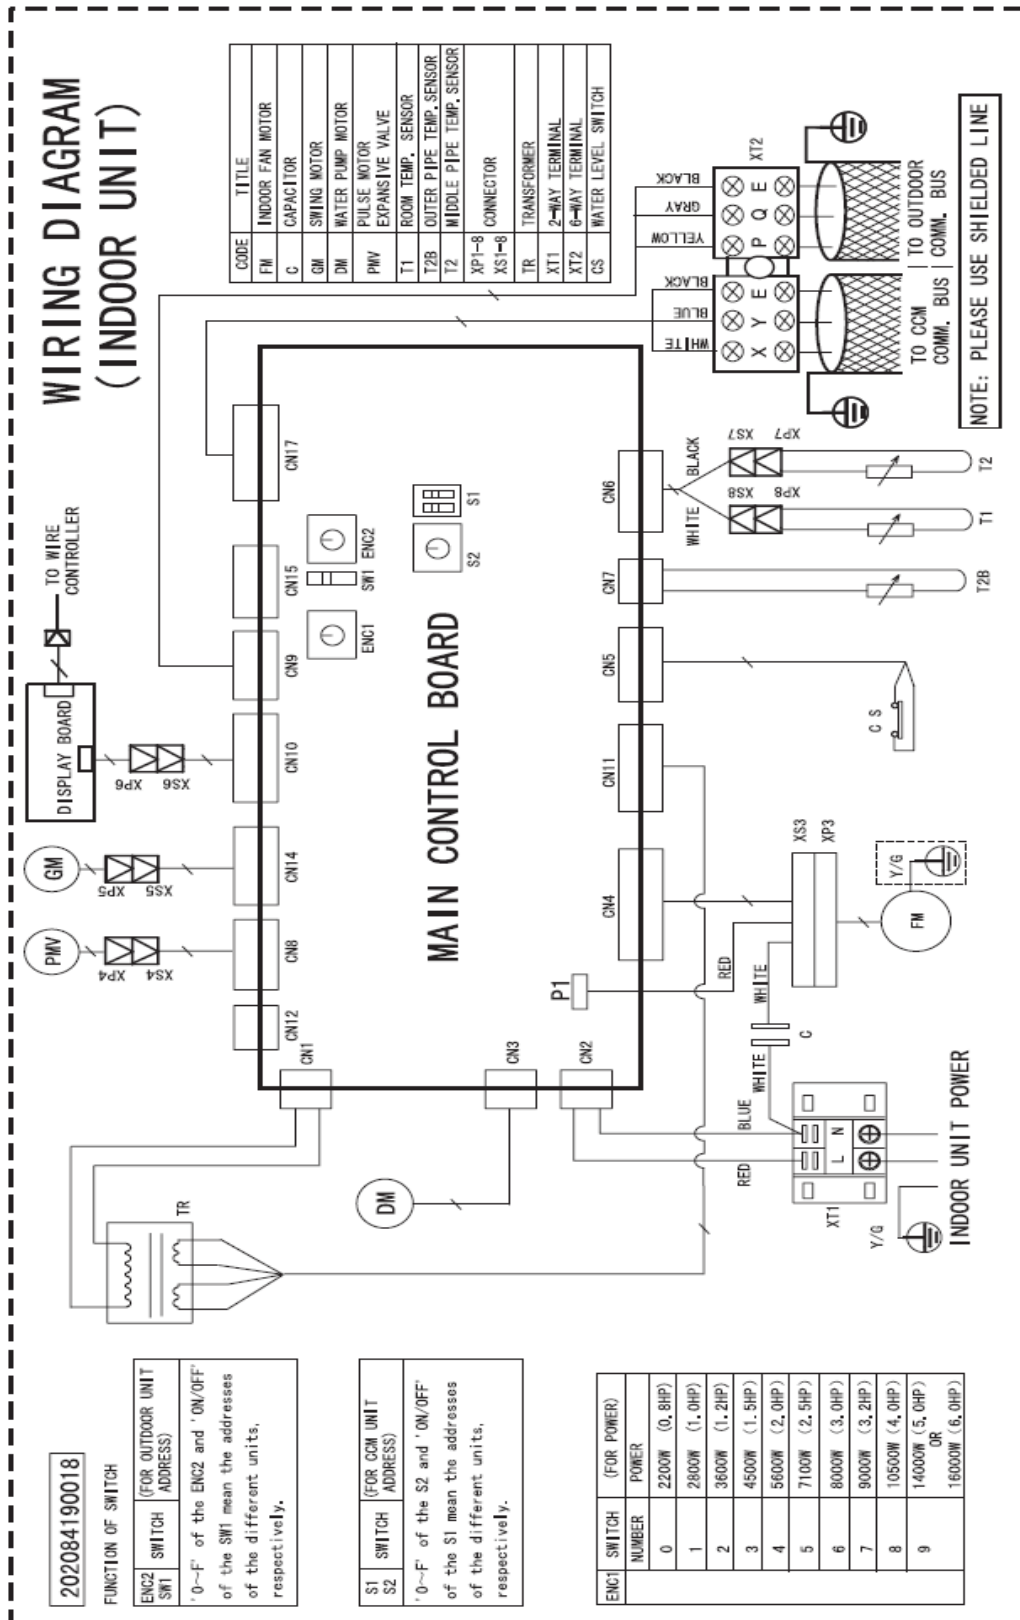 WIRING DIAGRAM
(INDOOR UNIT)
CODE TITLE
FM INDOOR FAN MOTOR
C CAPACITOR
GM SWING MOTOR
DM WATER PUMP MOTOR
PMV PULSE MOTOR
EXPANSIVE VALVE
T1 ROOM TEMP. SENSOR
T2B OUTER PIPE TEMP.SENSOR
T2 MIDDLE PIPE TEMP.SENSOR
XP1-8
XS1-8
CONNECTOR
TR TRANSFORMER
XT1 2-WAY TERMINAL
XT2 6-WAY TERMINAL
CS WATER LEVEL SWITCH
TO WIRE
CONTROLLER
DISPLAY BOARD
XP6
XS6
GM
XP5
XS5
PMV
XP4
XS4
CN17
CN15
CN9
CN10
CN14
CN8
CN12
CN1
ENC2
SW1
ENC1
S1
S2
MAIN CONTROL BOARD
P1
CN3
CN2
CN6
CN7
CN5
CN11
CN4
BLACK
GRAY
YELLOW
BLACK
BLUE
WHITE
XT2
X Y E P Q E
TO CCM
COMM. BUS
TO OUTDOOR
COMM. BUS
NOTE: PLEASE USE SHIELDED LINE
BLACK
WHITE
XS7
XP7
XS8
XP8
T2
T1
T2B
C S
XS3
XP3
Y/G
FM
RED
WHITE
C
WHITE
BLUE
RED
L N
XT1
Y/G
INDOOR UNIT POWER
TR
DM
202084190018
FUNCTION OF SWITCH
ENC2
SW1
SWITCH
(FOR OUTDOOR UNIT
ADDRESS)
'0~F' of the ENC2 and 'ON/OFF'
of the SW1 mean the addresses
of the different units,
respectively.
S1
S2
SWITCH
(FOR CCM UNIT
ADDRESS)
'0~F' of the S2 and 'ON/OFF'
of the S1 mean the addresses
of the different units,
respectively.
ENC1 SWITCH (FOR POWER)
NUMBER POWER
0 2200W (0.8HP)
1 2800W (1.0HP)
2 3600W (1.2HP)
3 4500W (1.5HP)
4 5600W (2.0HP)
5 7100W (2.5HP)
6 8000W (3.0HP)
7 9000W (3.2HP)
8 10500W (4.0HP)
9 14000W (5.0HP)
OR
16000W (6.0HP)